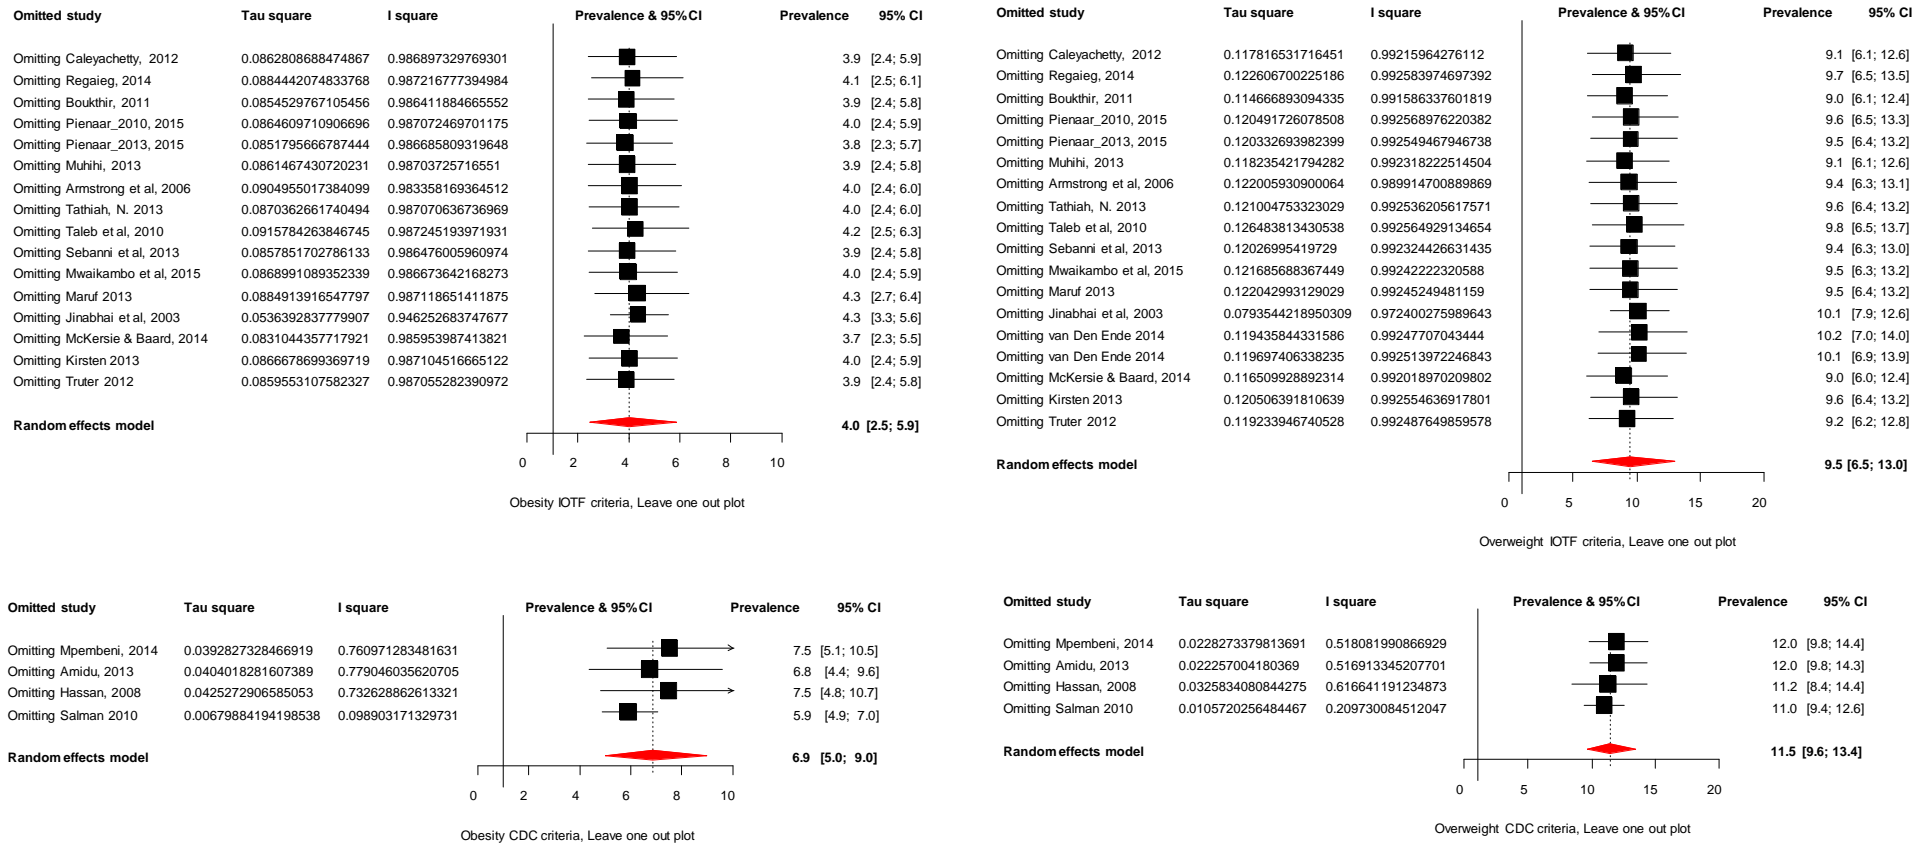 Omitted study Tau square I square Prevalence & 95%CI Prevalence 95% CI
Omitting Caleyachetty, 2012 0.0862808688474867 0.986897329769301 3.9 [2.4; 5.9]
Omitting Regaieg, 2014 0.0884442074833768 0.987216777394984 4.1 [2.5; 6.1]
Omitting Boukthir, 2011 0.0854529767105456 0.986411884665552 3.9 [2.4; 5.8]
Omitting Pienaar_2010, 2015 0.0864609710906696 0.987072469701175 4.0 [2.4; 5.9]
Omitting Pienaar_2013, 2015 0.0851795666787444 0.986685809319648 3.8 [2.3; 5.7]
Omitting Muhihi, 2013 0.0861467430720231 0.98703725716551 3.9 [2.4; 5.8]
Omitting Armstrong et al, 2006 0.0904955017384099 0.983358169364512 4.0 [2.4; 6.0]
Omitting Tathiah, N. 2013 0.0870362661740494 0.987070636736969 4.0 [2.4; 6.0]
Omitting Taleb et al, 2010 0.0915784263846745 0.987245193971931 4.2 [2.5; 6.3]
Omitting Sebanni et al, 2013 0.0857851702786133 0.986476005960974 3.9 [2.4; 5.8]
Omitting Mwaikambo et al, 2015 0.0868991089352339 0.986673642168273 4.0 [2.4; 5.9]
Omitting Maruf 2013 0.0884913916547797 0.987118651411875 4.3 [2.7; 6.4]
Omitting Jinabhai et al, 2003 0.0536392837779907 0.946252683747677 4.3 [3.3; 5.6]
Omitting McKersie & Baard, 2014 0.0831044357717921 0.985953987413821 3.7 [2.3; 5.5]
Omitting Kirsten 2013 0.0866678699369719 0.987104516665122 4.0 [2.4; 5.9]
Omitting Truter 2012 0.0859553107582327 0.987055282390972 3.9 [2.4; 5.8]
Random effects model 4.0 [2.5; 5.9]
0 2 4 6 8 10
Obesity IOTF criteria, Leave one out plot
Omitted study Tau square I square Prevalence & 95%CI Prevalence 95% CI
Omitting Caleyachetty, 2012 0.117816531716451 0.99215964276112 9.1 [6.1; 12.6]
Omitting Regaieg, 2014 0.122606700225186 0.992583974697392 9.7 [6.5; 13.5]
Omitting Boukthir, 2011 0.114666893094335 0.991586337601819 9.0 [6.1; 12.4]
Omitting Pienaar_2010, 2015 0.120491726078508 0.992568976220382 9.6 [6.5; 13.3]
Omitting Pienaar_2013, 2015 0.120332693982399 0.992549467946738 9.5 [6.4; 13.2]
Omitting Muhihi, 2013 0.118235421794282 0.992318222514504 9.1 [6.1; 12.6]
Omitting Armstrong et al, 2006 0.122005930900064 0.989914700889869 9.4 [6.3; 13.1]
Omitting Tathiah, N. 2013 0.121004753323029 0.992536205617571 9.6 [6.4; 13.2]
Omitting Taleb et al, 2010 0.126483813430538 0.992564929134654 9.8 [6.5; 13.7]
Omitting Sebanni et al, 2013 0.12026995419729 0.992324426631435 9.4 [6.3; 13.0]
Omitting Mwaikambo et al, 2015 0.121685688367449 0.99242222320588 9.5 [6.3; 13.2]
Omitting Maruf 2013 0.122042993129029 0.99245249481159 9.5 [6.4; 13.2]
Omitting Jinabhai et al, 2003 0.0793544218950309 0.972400275989643 10.1 [7.9; 12.6]
Omitting van Den Ende 2014 0.119435844331586 0.99247707043444 10.2 [7.0; 14.0]
Omitting van Den Ende 2014 0.119697406338235 0.992513972246843 10.1 [6.9; 13.9]
Omitting McKersie & Baard, 2014 0.116509928892314 0.992018970209802 9.0 [6.0; 12.4]
Omitting Kirsten 2013 0.120506391810639 0.992554636917801 9.6 [6.4; 13.2]
Omitting Truter 2012 0.119233946740528 0.992487649859578 9.2 [6.2; 12.8]
Random effects model 9.5 [6.5; 13.0]
0 5 10 15 20
Overweight IOTF criteria, Leave one out plot
Omitted study Tau square I square Prevalence & 95%CI Prevalence 95% CI
Omitting Mpembeni, 2014 0.0392827328466919 0.760971283481631 7.5 [5.1; 10.5]
Omitting Amidu, 2013 0.0404018281607389 0.779046035620705 6.8 [4.4; 9.6]
Omitting Hassan, 2008 0.0425272906585053 0.732628862613321 7.5 [4.8; 10.7]
Omitting Salman 2010 0.00679884194198538 0.098903171329731 5.9 [4.9; 7.0]
Random effects model 6.9 [5.0; 9.0]
0 2 4 6 8 10
Obesity CDC criteria, Leave one out plot
Omitted study Tau square I square Prevalence & 95%CI Prevalence 95% CI
Omitting Mpembeni, 2014 0.0228273379813691 0.518081990866929 12.0 [9.8; 14.4]
Omitting Amidu, 2013 0.022257004180369 0.516913345207701 12.0 [9.8; 14.3]
Omitting Hassan, 2008 0.0325834080844275 0.616641191234873 11.2 [8.4; 14.4]
Omitting Salman 2010 0.0105720256484467 0.209730084512047 11.0 [9.4; 12.6]
Random effects model 11.5 [9.6; 13.4]
0 5 10 15 20
Overweight CDC criteria, Leave one out plot